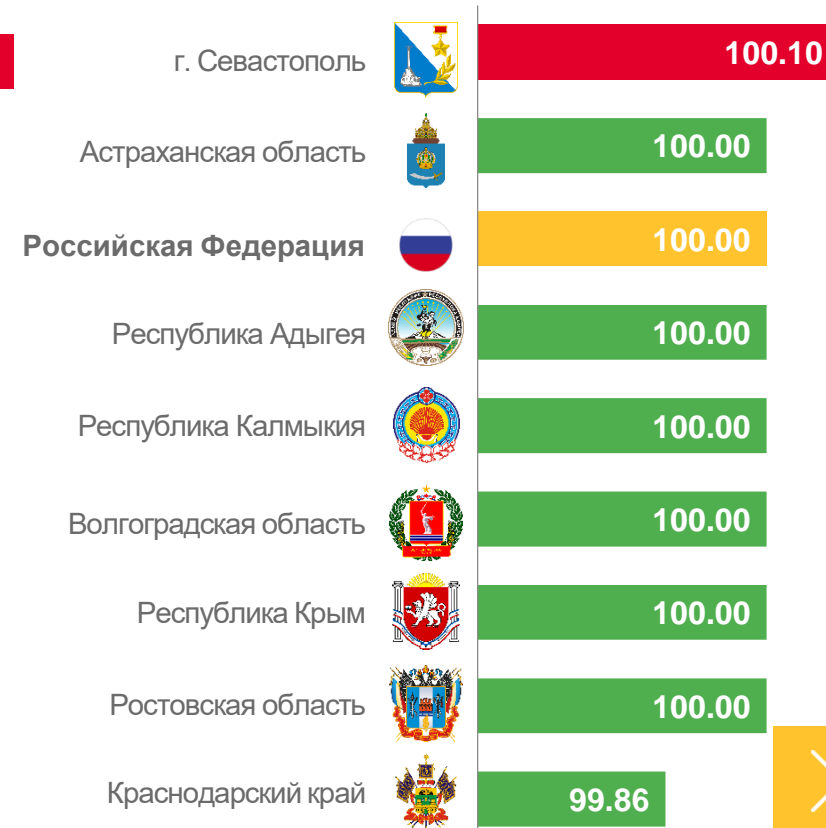 г. Севастополь 100.10
Астраханская область 100.00
Российская Федерация 100.00
Республика Адыгея 100.00
Республика Калмыкия 100.00
Волгоградская область 100.00
Республика Крым 100.00
Ростовская область 100.00
Краснодарский край 99.86